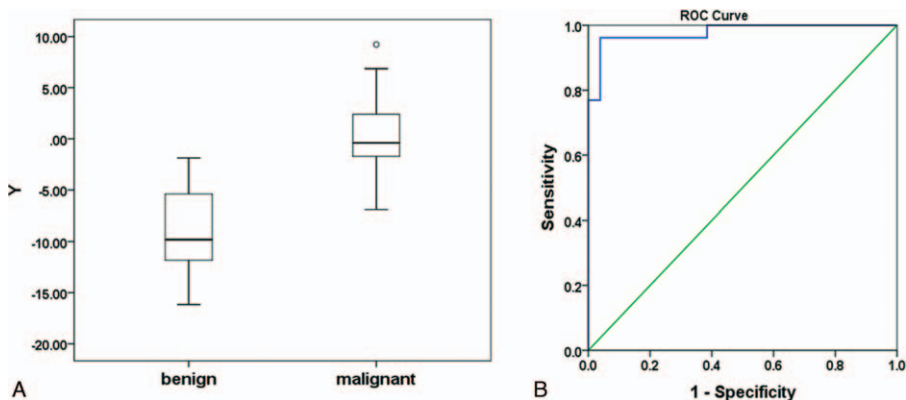 10.00
5.00
.00
-5.00
-10.00
-15.00
-20.00
Y
benign malignant
A
ROC Curve
1.0
0.8
0.6
0.4
0.2
0.0
Sensitivity
0.0 0.2 0.4 0.6 0.8 1.0
1 - Specificity
B